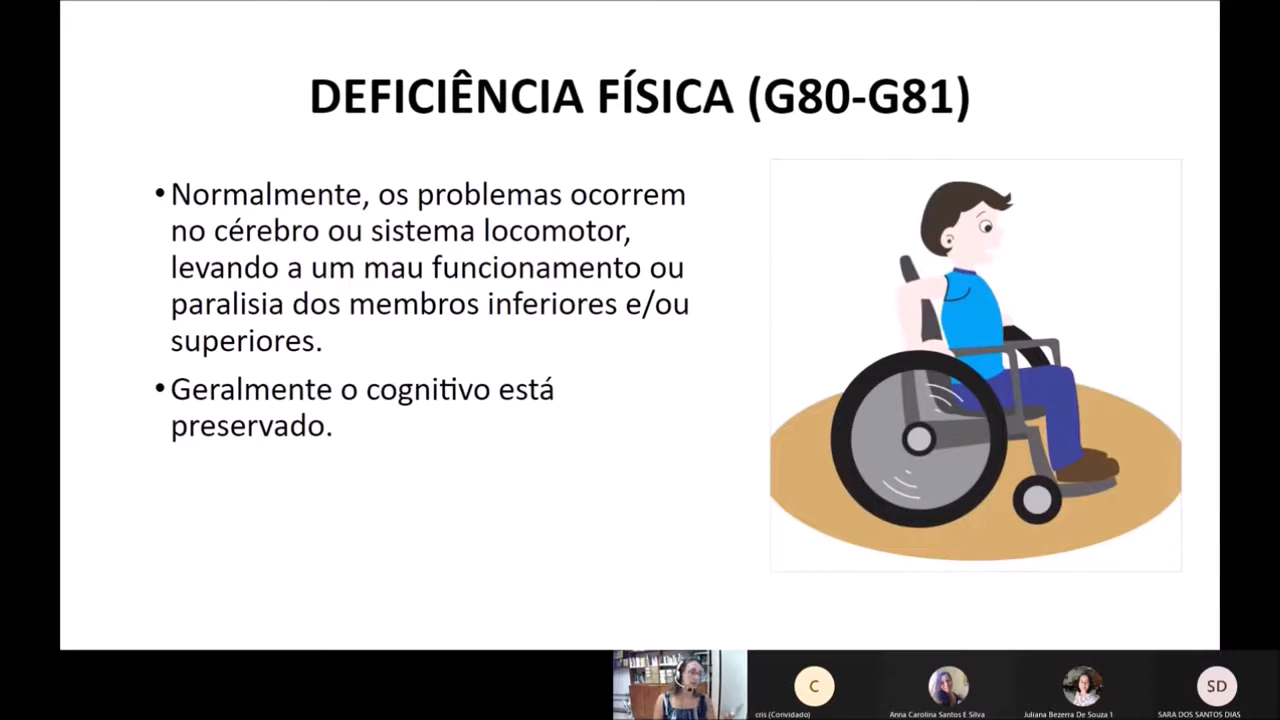 DEFICIÊNCIA FÍSICA (G80-G81)
• Normalmente, os problemas ocorrem
no cérebro ou sistema locomotor,
levando a um mau funcionamento ou
paralisia dos membros inferiores e/ou
superiores.
• Geralmente o cognitivo está
preservado.
C
SD
cris (Convidado)
Anna Carolina Santos E Silva
Juliana Bezerra De Souza 1
SARA DOS SANTOS DIAS